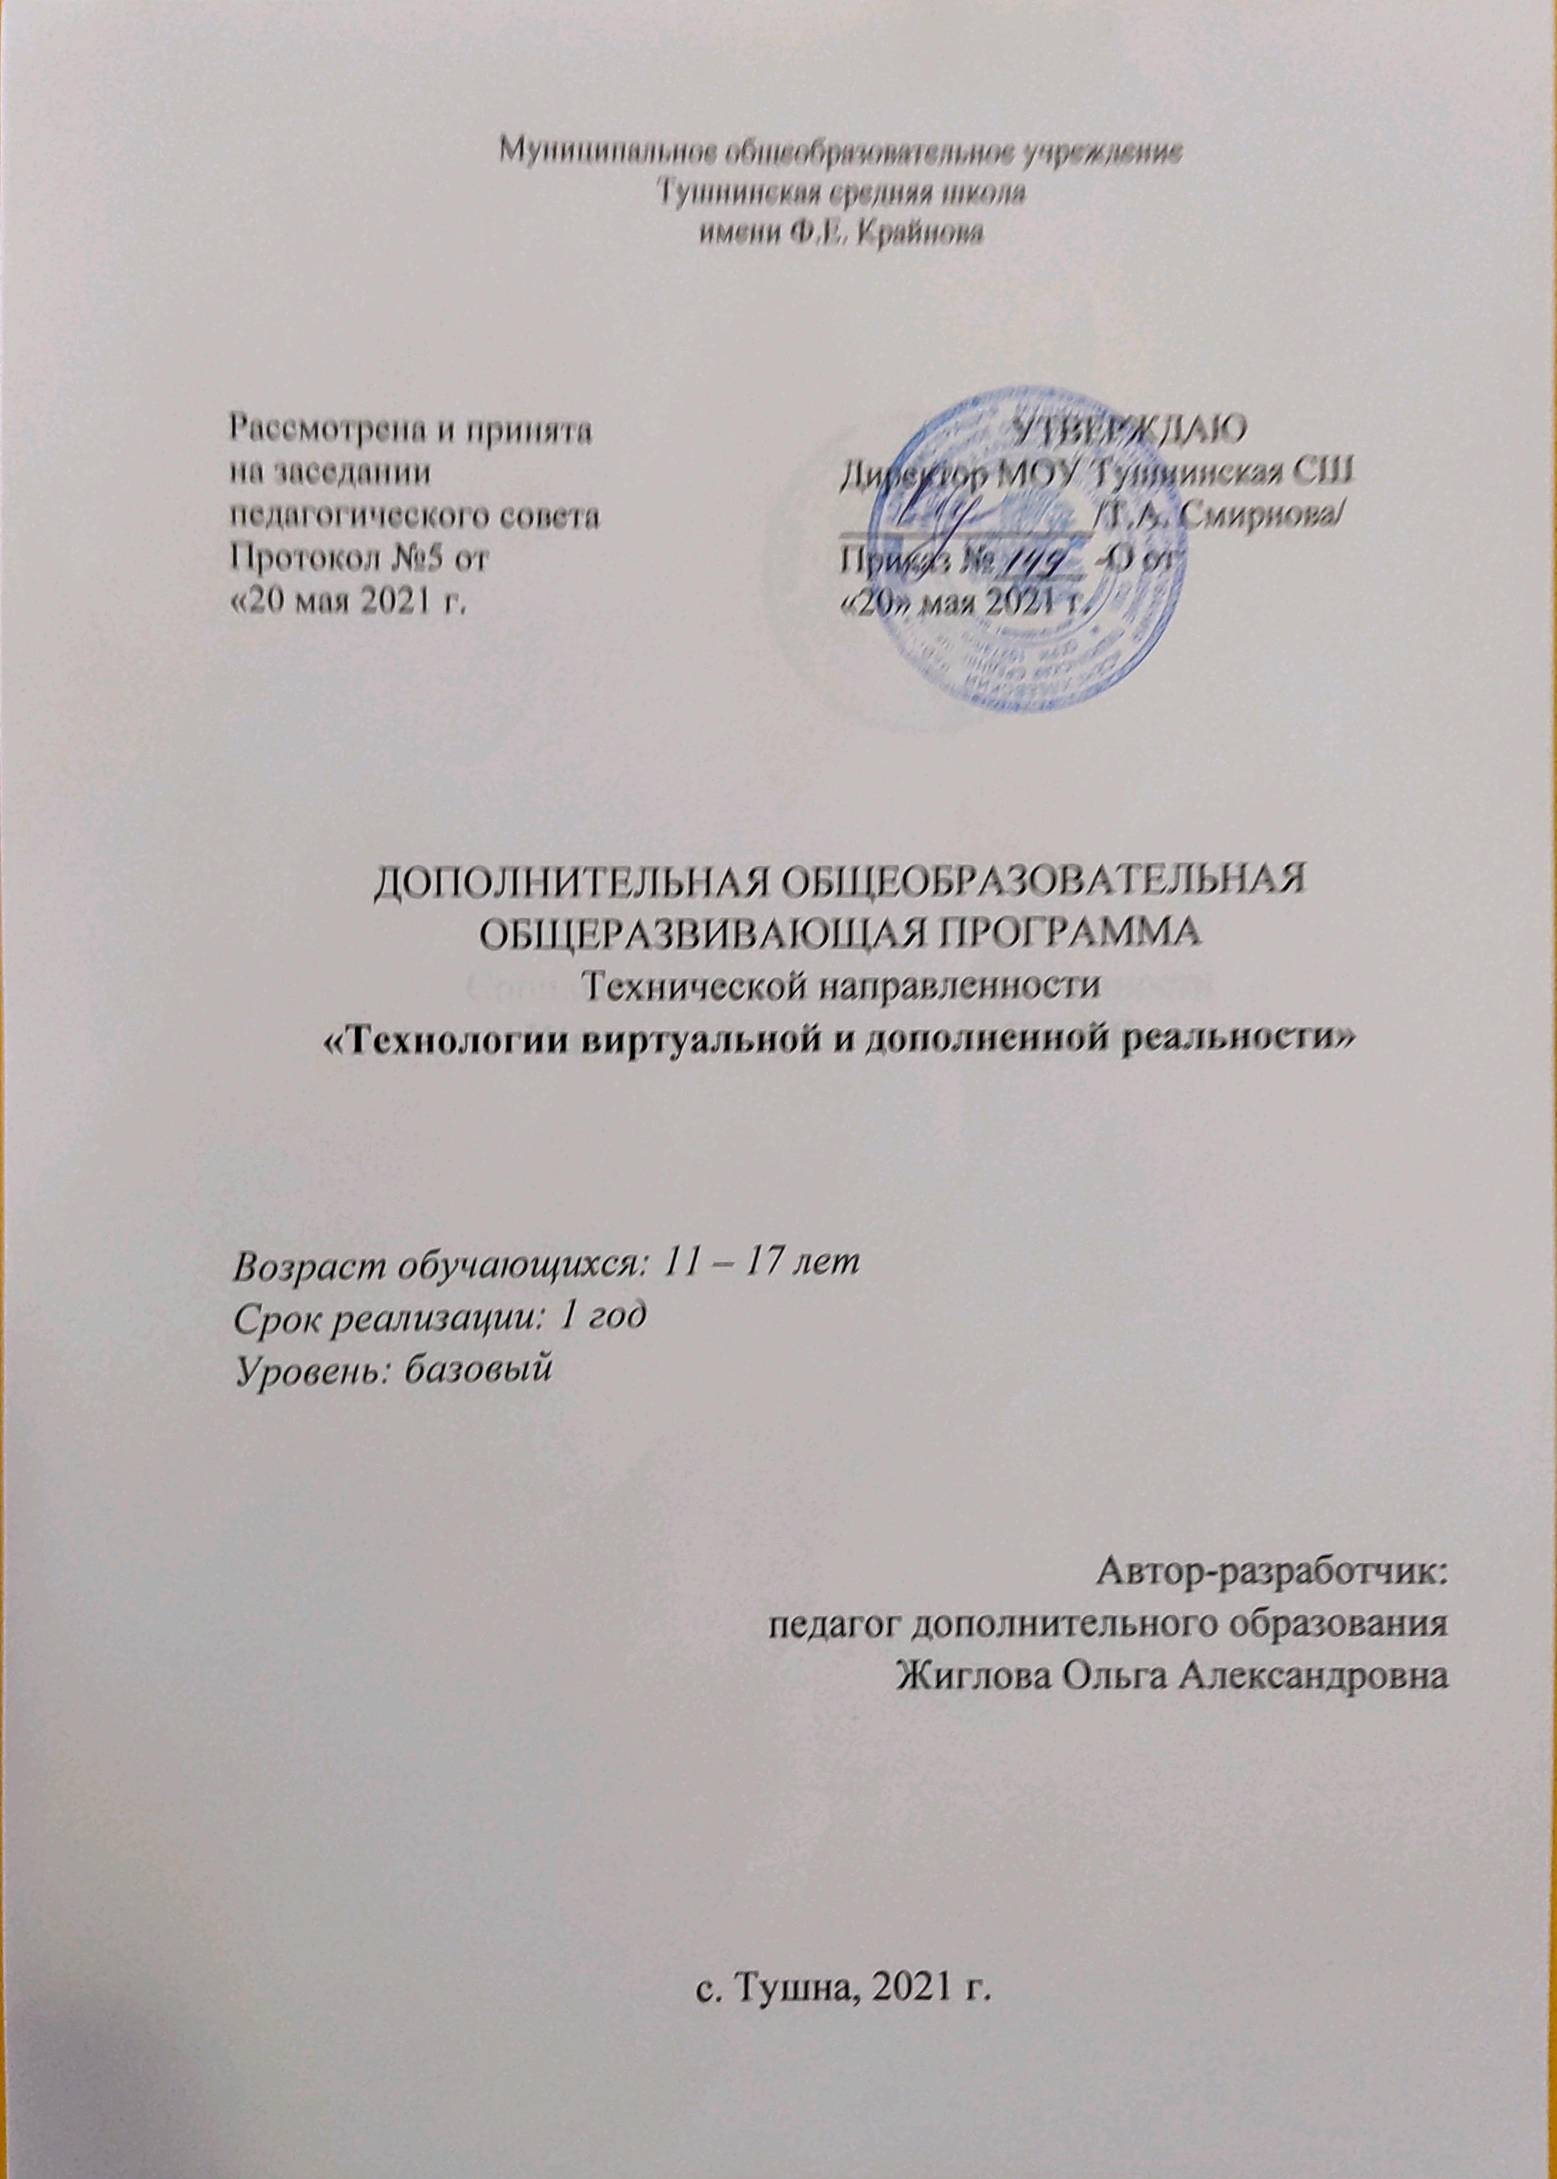 Муниципальное общеобразовательное учреждение
Тушнинская средняя школа
имени Ф.Е. Крайнова
Рассмотрена и принята
на заседании
педагогического совета
Протокол №5 от
«20 мая 2021 г.
УТВЕРЖДАЮ
Директор МОУ Тушнинская СШ
/Т.А. Смирнова/
Приказ № 149 -О от
«20» мая 2021 г.
ДОПОЛНИТЕЛЬНАЯ ОБЩЕОБРАЗОВАТЕЛЬНАЯ
ОБЩЕРАЗВИВАЮЩАЯ ПРОГРАММА
Технической направленности
«Технологии виртуальной и дополненной реальности»
Возраст обучающихся: 11 – 17 лет
Срок реализации: 1 год
Уровень: базовый
Автор-разработчик:
педагог дополнительного образования
Жиглова Ольга Александровна
с. Тушна, 2021 г.